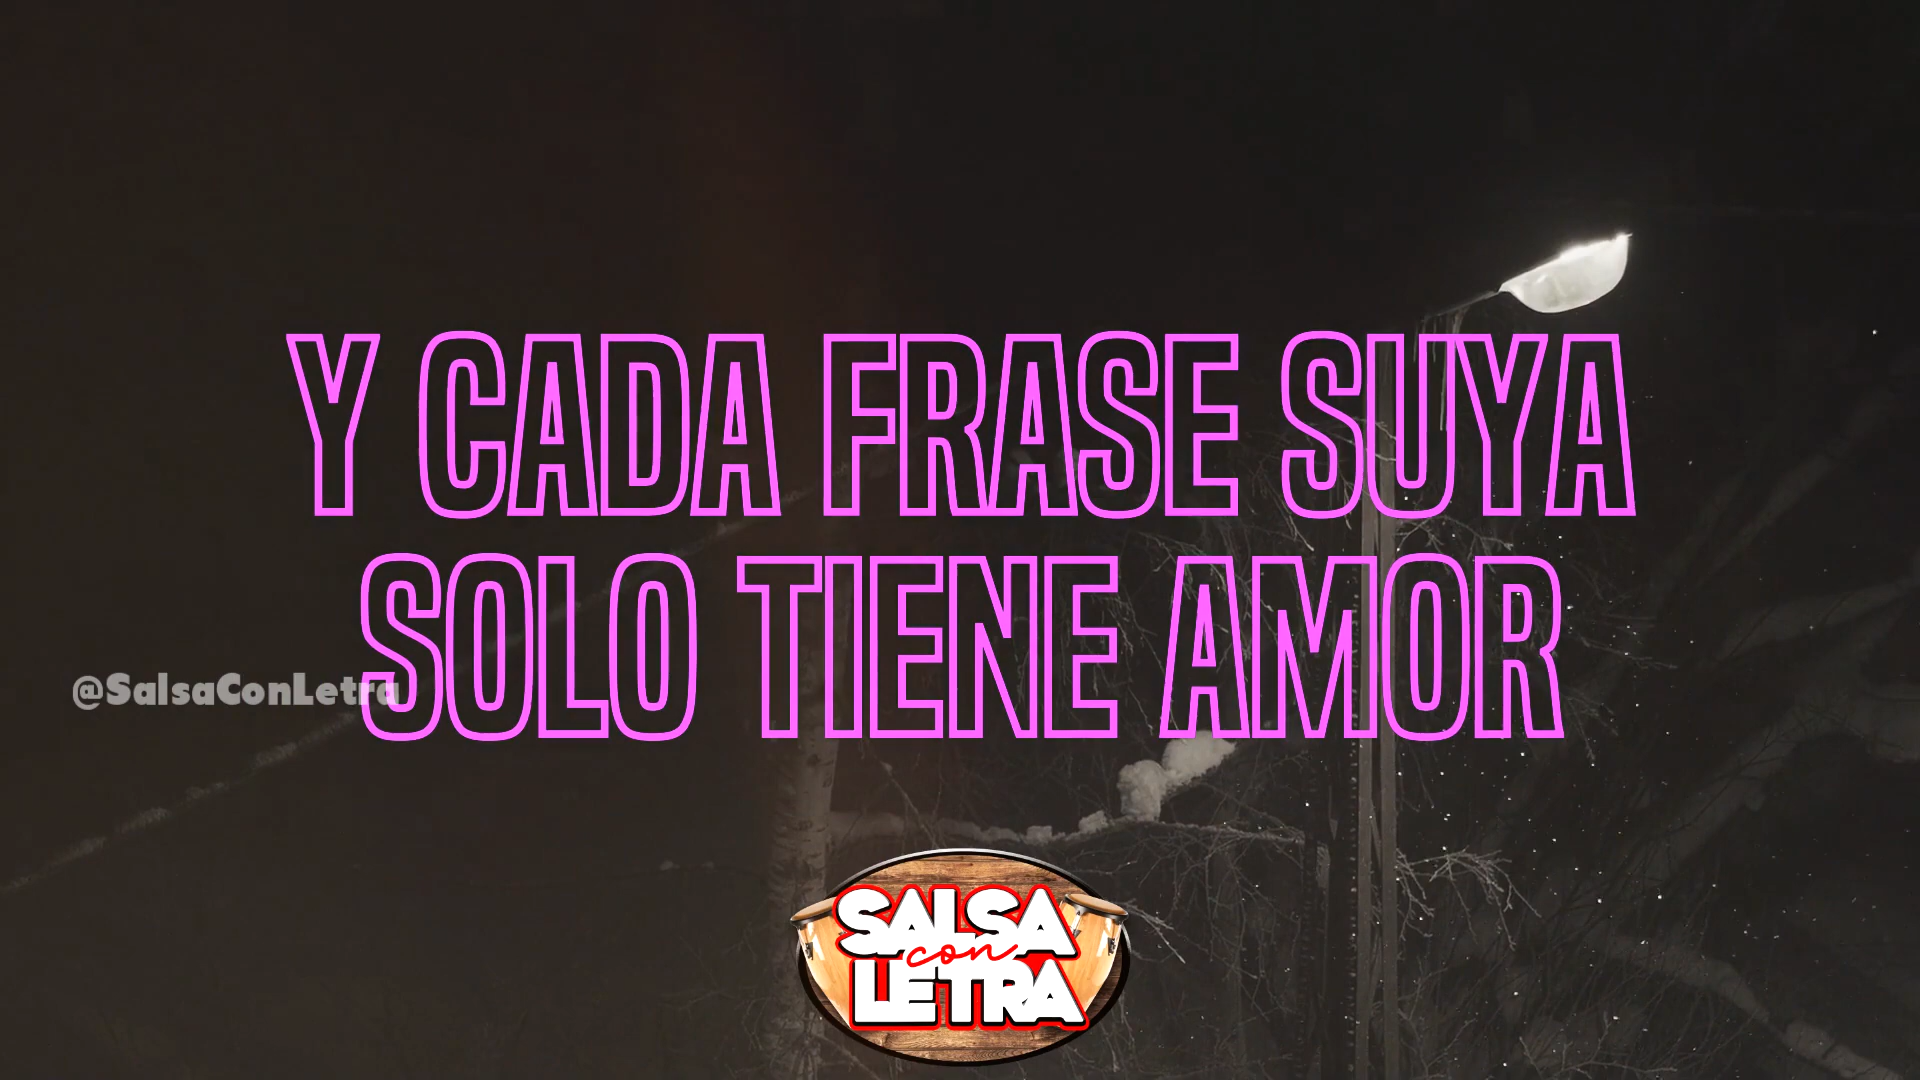 Y CADA FRASE SUYA
SOLO TIENE AMOR
@SalsaConLetra
SALSA
con
LETRA